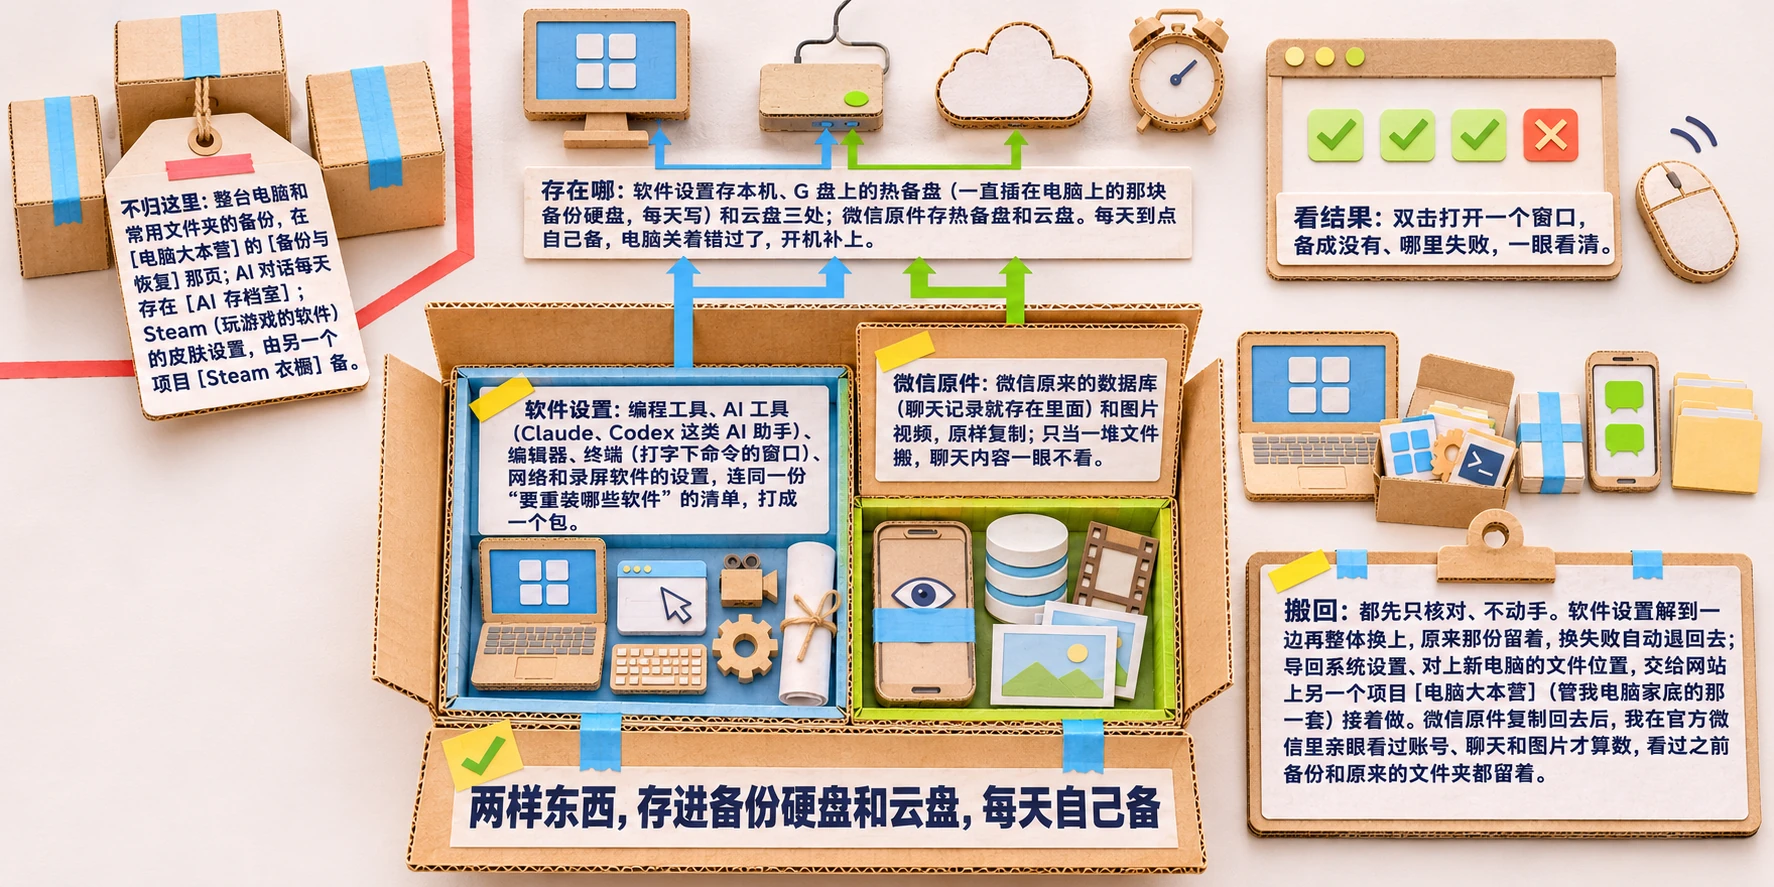 不归这里：整台电脑和
常用文件夹的备份，在
[电脑大本营] 的 [备份与
恢复] 那页；AI 对话每天
存在 [AI 存档室] ；
Steam (玩游戏的软件)
的皮肤设置，由另一个
项目 [Steam 衣橱] 备。
存在哪：软件设置存本机、G 盘上的热备盘（一直插在电脑上的那块
备份硬盘，每天写）和云盘三处；微信原件存热备盘和云盘。每天到点
自己备，电脑关着错过了，开机补上。
看结果：双击打开一个窗口，
备成没有、哪里失败，一眼看清。
软件设置：编程工具、AI 工具
（Claude、Codex 这类 AI 助手）、
编辑器、终端（打字下命令的窗口）、
网络和录屏软件的设置，连同一份
“要重装哪些软件”的清单，打成
一个包。
微信原件：微信原来的数据库
（聊天记录就存在里面）和图片
视频，原样复制；只当一堆文件
搬，聊天内容一眼不看。
搬回：都先只核对、不动手。软件设置解到一
边再整体换上，原来那份留着，换失败自动退回去；
导回系统设置、对上新电脑的文件位置，交给网站
上另一个项目 [电脑大本营]（管我电脑家底的那
一套）接着做。微信原件复制回去后，我在官方微
信里亲眼看过账号、聊天和图片才算数，看过之前
备份和原来的文件夹都留着。
两样东西，存进备份硬盘和云盘，每天自己备